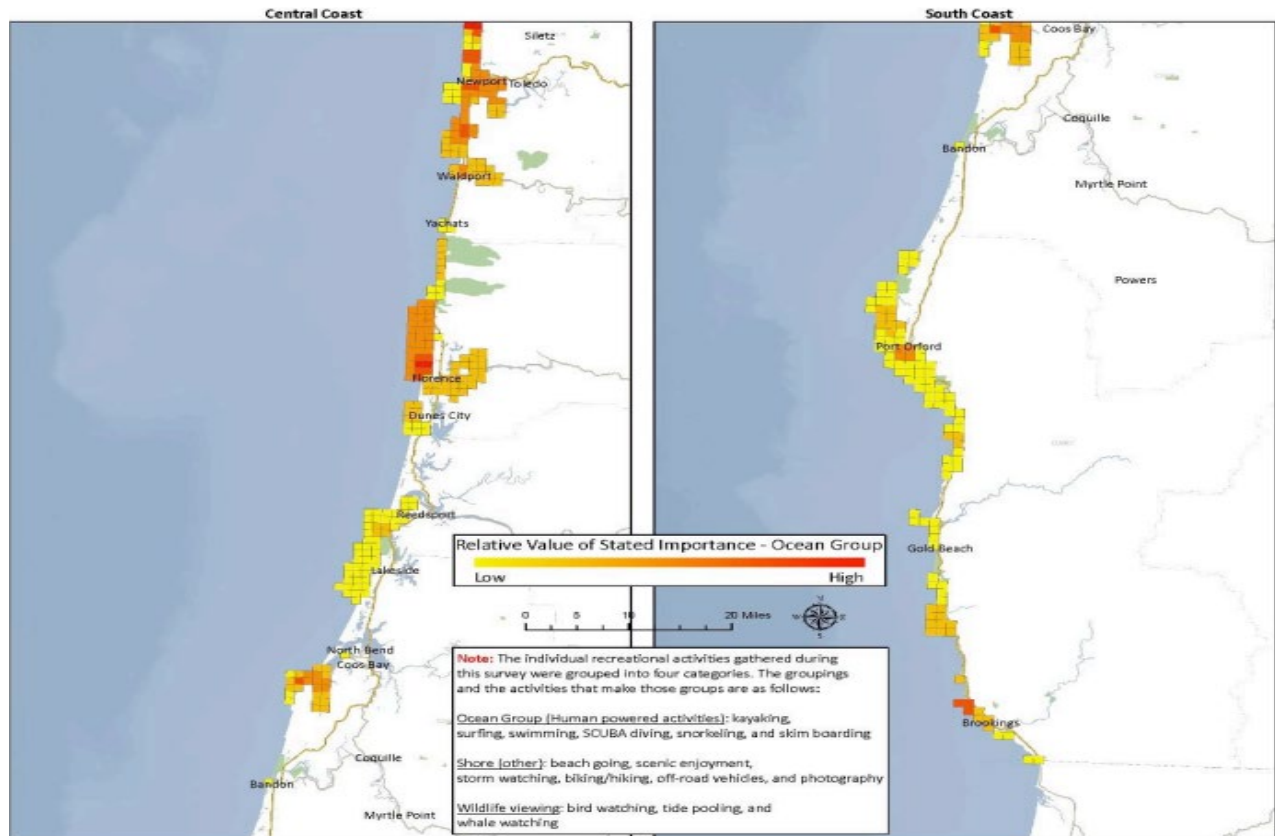 Central Coast
South Coast
Siletz
Newport
Toledo
Waldport
Yachats
Florence
Dunes City
Reedsport
Lakeside
North Bend
Coos Bay
Coquille
Bandon
Myrtle Point
Coos Bay
Coquille
Bandon
Myrtle Point
Powers
Port Orford
Gold Beach
Brookings
Relative Value of Stated Importance - Ocean Group
Low High
0 5 10 20 Miles
N
W E
S
Note: The individual recreational activities gathered during
this survey were grouped into four categories. The groupings
and the activities that make those groups are as follows:
Ocean Group (Human powered activities): kayaking,
surfing, swimming, SCUBA diving, snorkeling, and skim boarding
Shore (other): beach going, scenic enjoyment,
storm watching, biking/hiking, off-road vehicles, and photography
Wildlife viewing: bird watching, tide pooling, and
whale watching